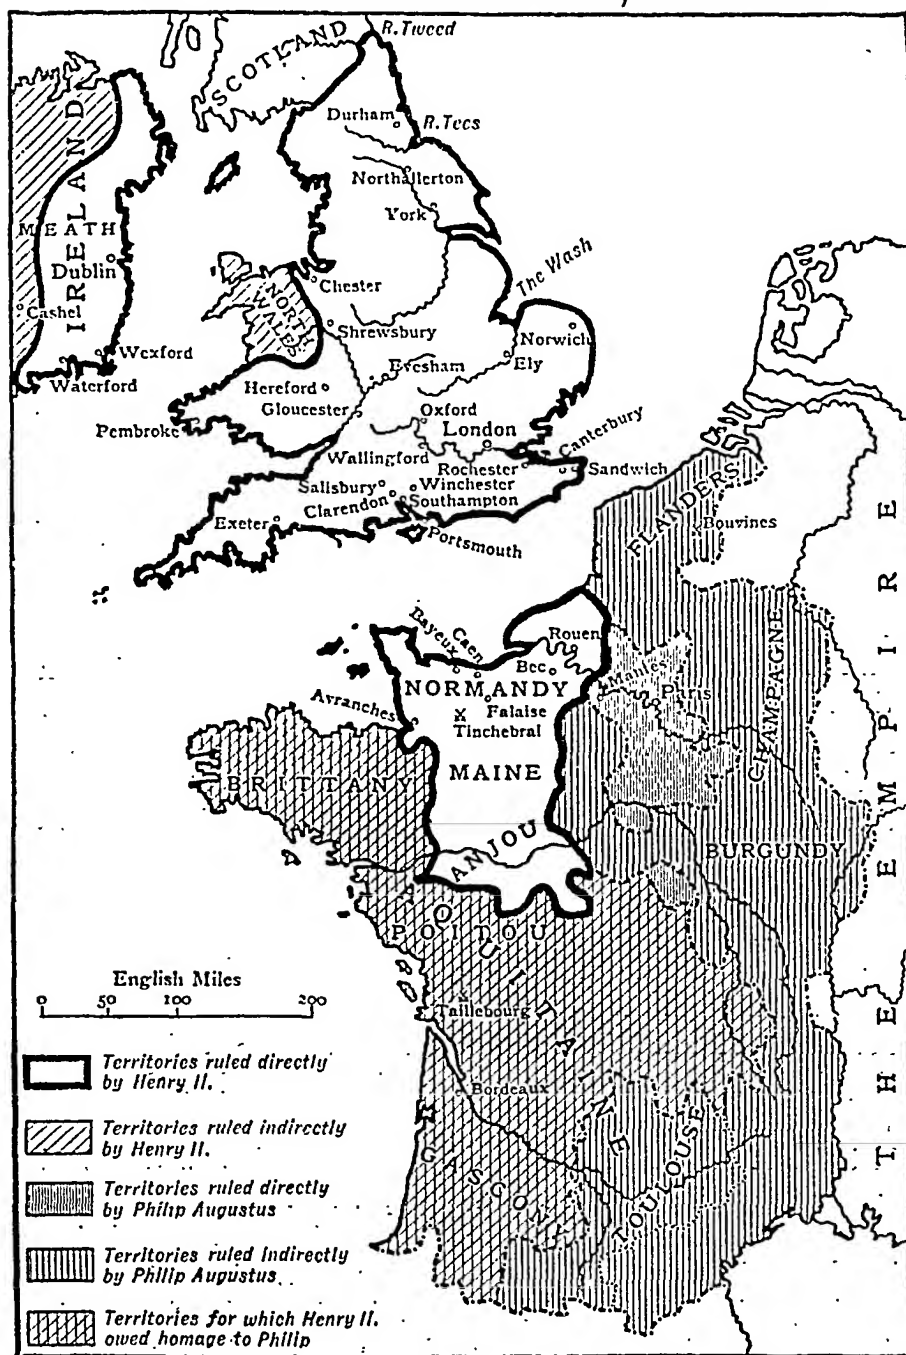 R. Tweed
SCOTLAND
Durham
R. Tees
Northallerton
York
IRELAND
MEATH
Dublin
Cashel
Wexford
Waterford
The Wash
Chester
NORTH
WALES
Shrewsbury
Norwich
Ely
Evesham
Hereford
Gloucester
Pembroke
Oxford
London
Canterbury
Wallingford
Rochester
Sandwich
Salisbury
Winchester
Clarendon
Southampton
Exeter
Portsmouth
FLANDERS
Bouvines
THE EMPIRE
Bayeux
Caen
Rouen
Bec
Mantes
Paris
CHAMPAGNE
NORMANDY
Avranches
Falaise
Tinchebral
BRITTANY
MAINE
ANJOU
BURGUNDY
POITOU
AQUITAINE
Taillebourg
Bordeaux
GASCONY
TOULOUSE
English Miles
0 50 100 200
Territories ruled directly
by Henry II.
Territories ruled indirectly
by Henry II.
Territories ruled directly
by Philip Augustus
Territories ruled Indirectly
by Philip Augustus
Territories for which Henry II.
owed homage to Philip